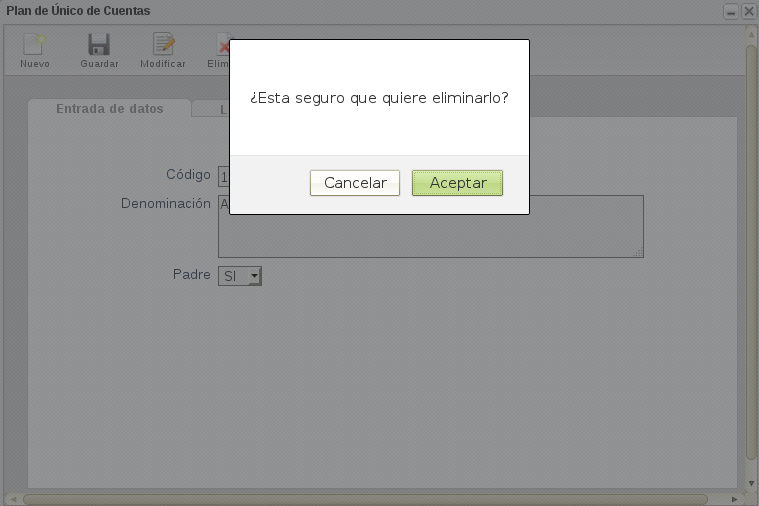 Plan de Único de Cuentas
Nuevo Guardar Modificar
Entrada de datos
¿Esta seguro que quiere eliminarlo?
Cancelar Aceptar
Código 1
Denominación A
Padre SI